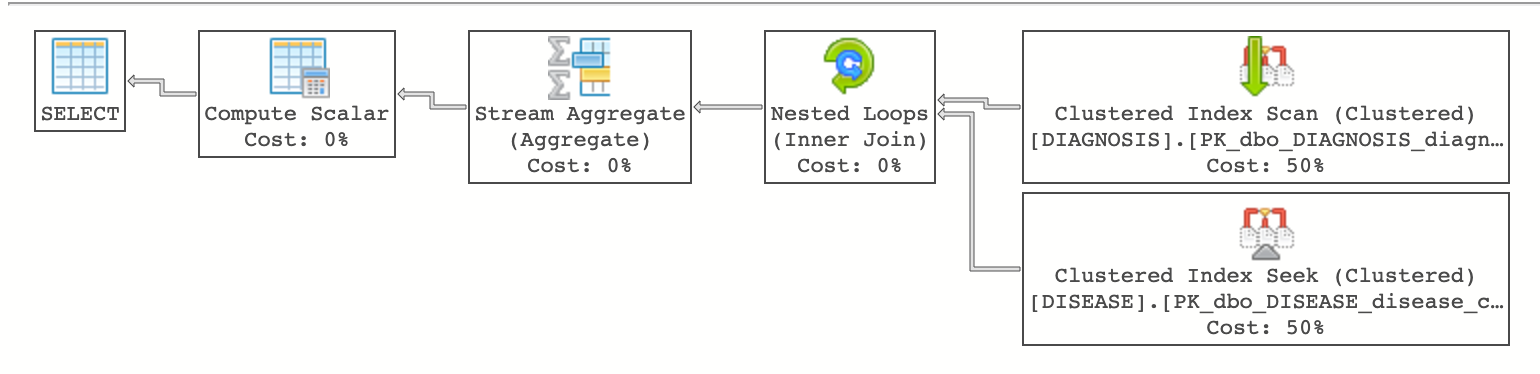 SELECT
Compute Scalar
Cost: 0%
Stream Aggregate
(Aggregate)
Cost: 0%
Nested Loops
(Inner Join)
Cost: 0%
Clustered Index Scan (Clustered)
[DIAGNOSIS].[PK_dbo_DIAGNOSIS_diagn…
Cost: 50%
Clustered Index Seek (Clustered)
[DISEASE].[PK_dbo_DISEASE_disease_c…
Cost: 50%